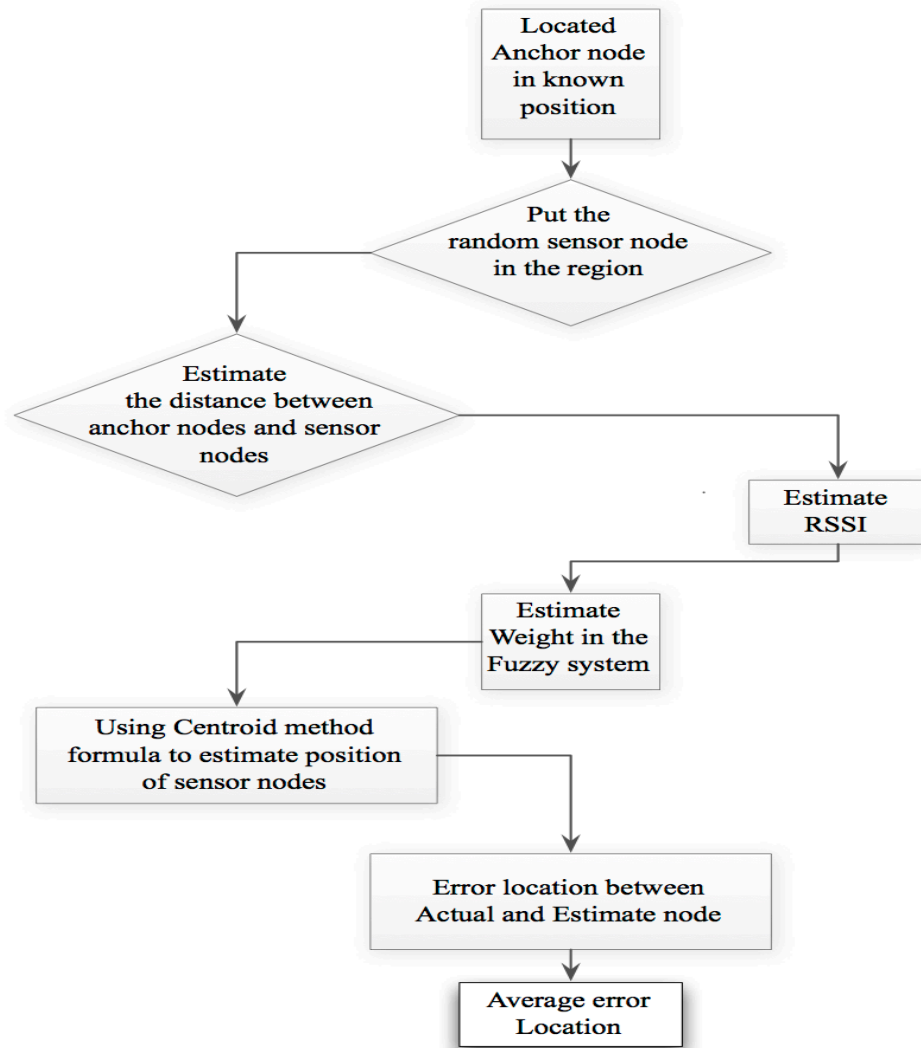 Located
Anchor node
in known
position
Put the
random sensor node
in the region
Estimate
the distance between
anchor nodes and sensor
nodes
Estimate
RSSI
Estimate
Weight in the
Fuzzy system
Using Centroid method
formula to estimate position
of sensor nodes
Error location between
Actual and Estimate node
Average error
Location